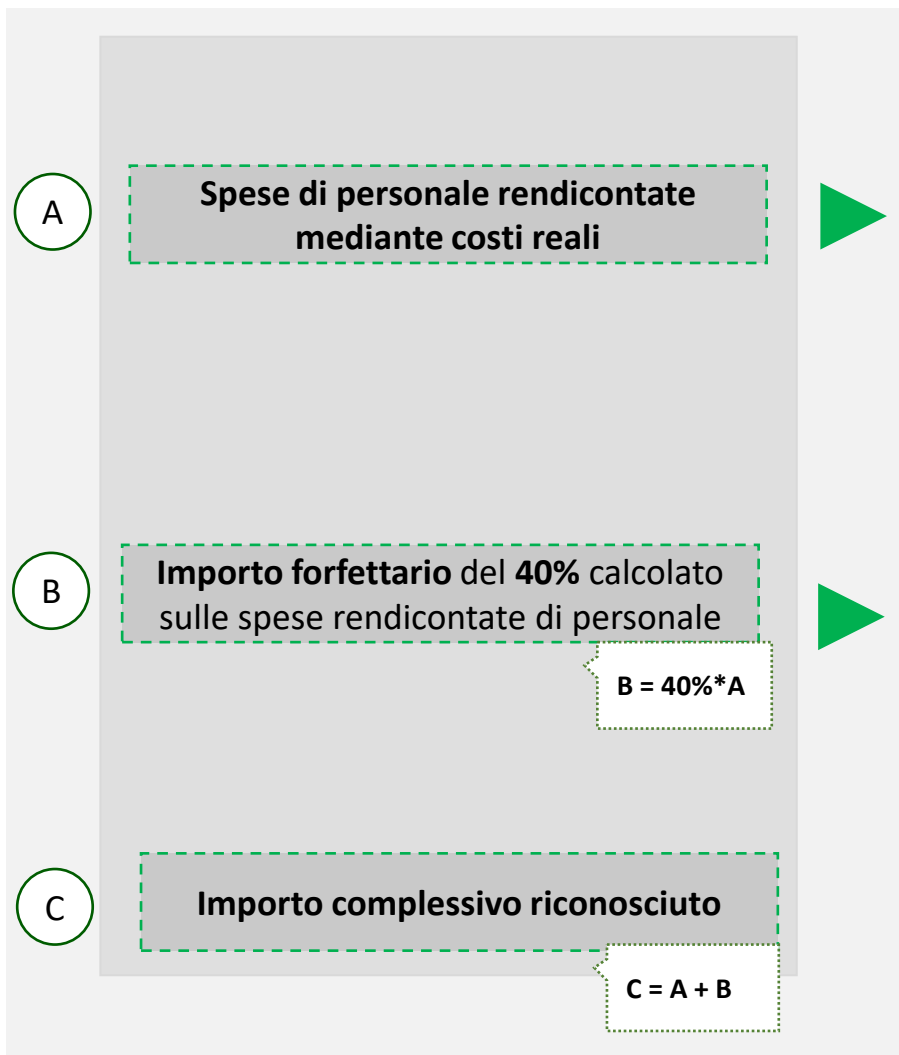 A
Spese di personale rendicontate
mediante costi reali
B
Importo forfettario del 40% calcolato
sulle spese rendicontate di personale
B = 40%*A
C
Importo complessivo riconosciuto
C = A + B